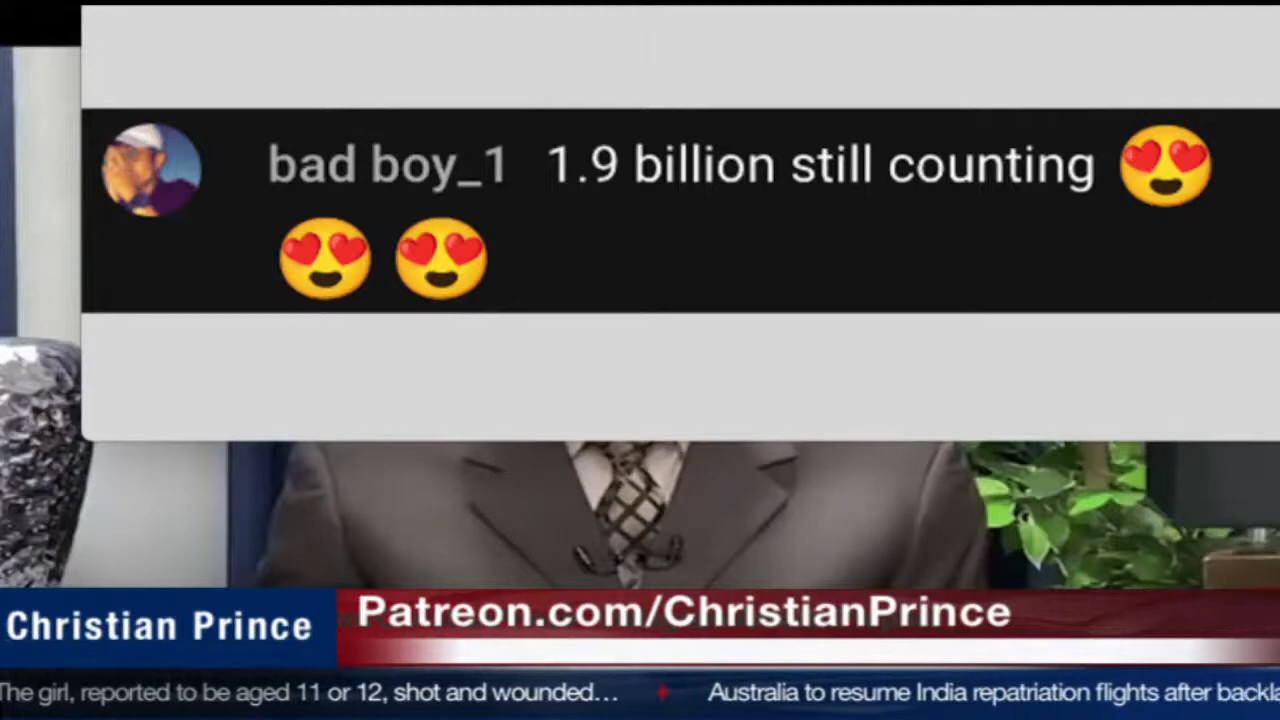 bad boy_1 1.9 billion still counting 😍
😍 😍
Patreon.com/ChristianPrince
Christian Prince
The girl, reported to be aged 11 or 12, shot and wounded… Australia to resume India repatriation flights after